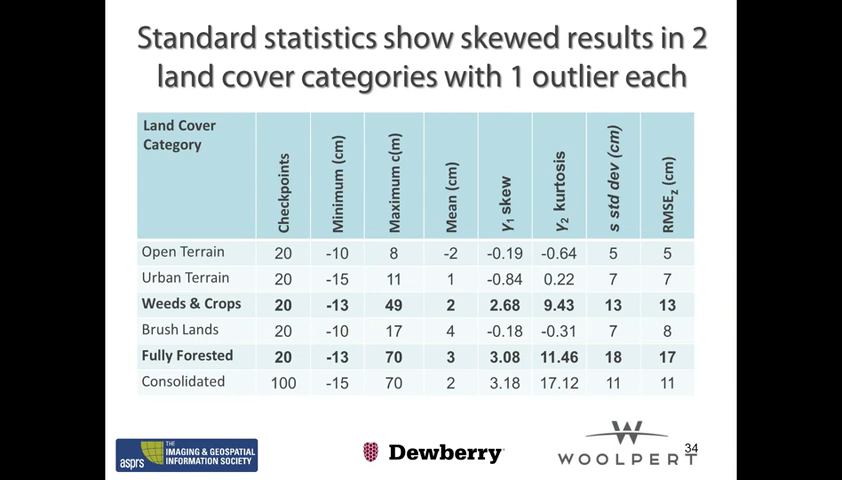 Standard statistics show skewed results in 2
land cover categories with 1 outlier each
Land Cover
Category
Checkpoints
Minimum (cm)
Maximum c(m)
Mean (cm)
γ1 skew
γ2 kurtosis
s std dev (cm)
RMSEz (cm)
Open Terrain 20 -10 8 -2 -0.19 -0.64 5 5
Urban Terrain 20 -15 11 1 -0.84 0.22 7 7
Weeds & Crops 20 -13 49 2 2.68 9.43 13 13
Brush Lands 20 -10 17 4 -0.18 -0.31 7 8
Fully Forested 20 -13 70 3 3.08 11.46 18 17
Consolidated 100 -15 70 2 3.18 17.12 11 11
asprs
THE
IMAGING & GEOSPATIAL
INFORMATION SOCIETY
Dewberry
WOOLPERT
34